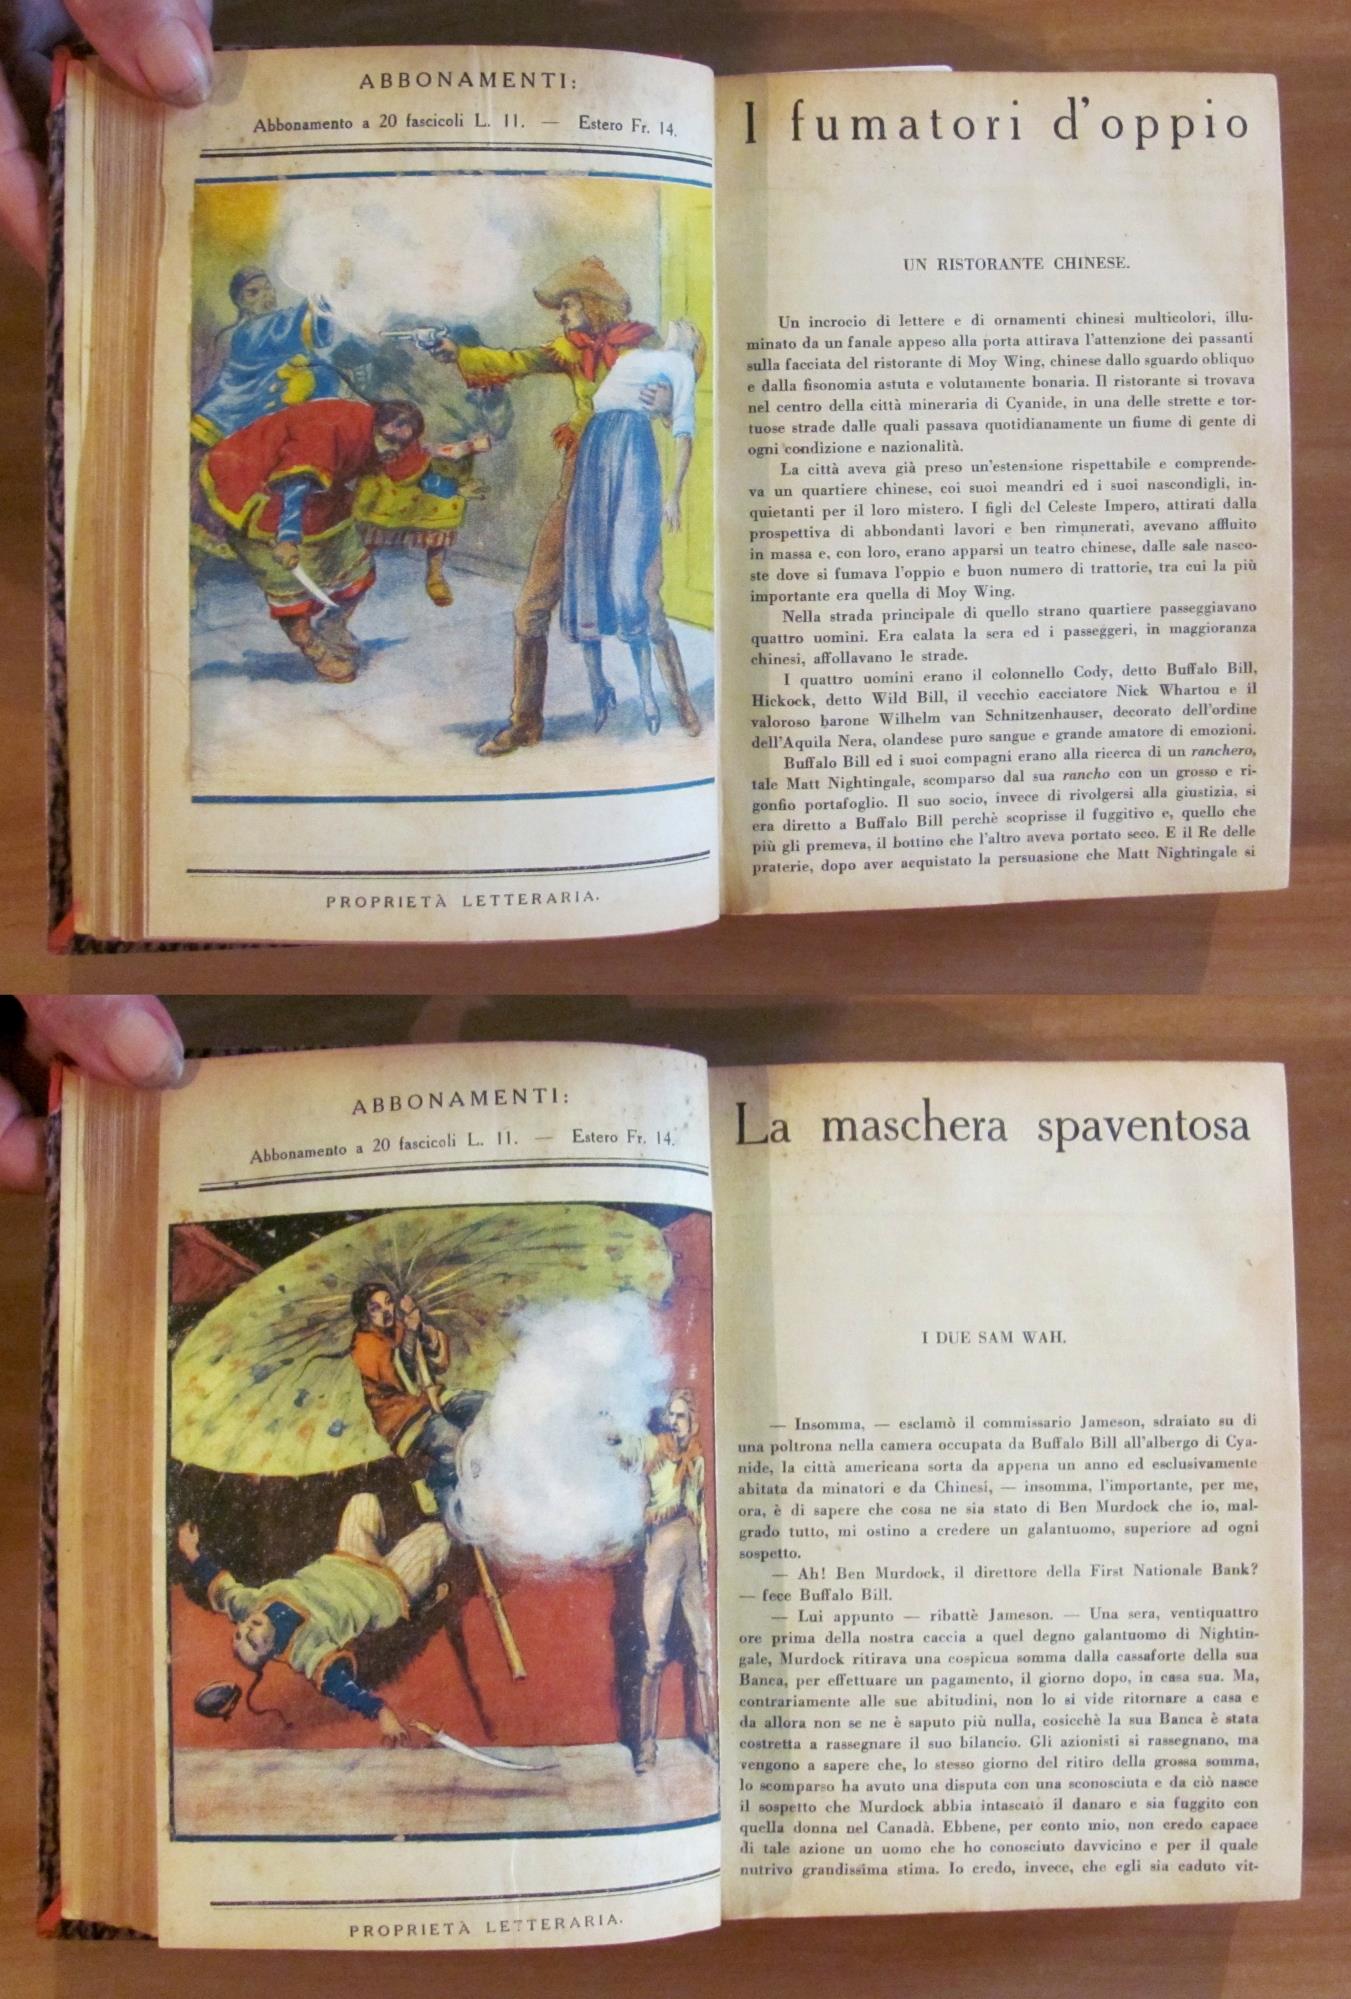 ABBONAMENTI:
Abbonamento a 20 fascicoli L. 11. — Estero Fr. 14.
PROPRIETÀ LETTERARIA.
I fumatori d'oppio
UN RISTORANTE CHINESE.
Un incrocio di lettere e di ornamenti chinesi multicolori, illu-
minato da un fanale appeso alla porta attirava l'attenzione dei passanti
sulla facciata del ristorante di Moy Wing, chinese dallo sguardo obliquo
e dalla fisonomia astuta e volutamente bonaria. Il ristorante si trovava
nel centro della città mineraria di Cyanide, in una delle strette e tor-
tuose strade dalle quali passava quotidianamente un fiume di gente di
ogni condizione e nazionalità.
La città aveva già preso un'estensione rispettabile e comprende-
va un quartiere chinese, coi suoi meandri ed i suoi nascondigli, in-
quietanti per il loro mistero. I figli del Celeste Impero, attirati dalla
prospettiva di abbondanti lavori e ben rimunerati, avevano affluito
in massa e, con loro, erano apparsi un teatro chinese, dalle sale nasco-
ste dove si fumava l'oppio e buon numero di trattorie, tra cui la più
importante era quella di Moy Wing.
Nella strada principale di quello strano quartiere passeggiavano
quattro uomini. Era calata la sera ed i passeggeri, in maggioranza
chinesi, affollavano le strade.
I quattro uomini erano il colonnello Cody, detto Buffalo Bill,
Hickock, detto Wild Bill, il vecchio cacciatore Nick Whartou e il
valoroso barone Wilhelm van Schnitzenhauser, decorato dell'ordine
dell'Aquila Nera, olandese puro sangue e grande amatore di emozioni.
Buffalo Bill ed i suoi compagni erano alla ricerca di un ranchero,
tale Matt Nightingale, scomparso dal sua rancho con un grosso e ri-
gonfio portafoglio. Il suo socio, invece di rivolgersi alla giustizia, si
era diretto a Buffalo Bill perchè scoprisse il fuggitivo e, quello che
più gli premeva, il bottino che l'altro aveva portato seco. E il Re delle
praterie, dopo aver acquistato la persuasione che Matt Nightingale si
ABBONAMENTI:
Abbonamento a 20 fascicoli L. 11. — Estero Fr. 14.
PROPRIETÀ LETTERARIA.
La maschera spaventosa
I DUE SAM WAH.
— Insomma, — esclamò il commissario Jameson, sdraiato su di
una poltrona nella camera occupata da Buffalo Bill all'albergo di Cya-
nide, la città americana sorta da appena un anno ed esclusivamente
abitata da minatori e da Chinesi, — insomma, l'importante, per me,
ora, è di sapere che cosa ne sia stato di Ben Murdock che io, mal-
grado tutto, mi ostino a credere un galantuomo, superiore ad ogni
sospetto.
— Ah! Ben Murdock, il direttore della First Nationale Bank?
— fece Buffalo Bill.
— Lui appunto — ribattè Jameson. — Una sera, ventiquattro
ore prima della nostra caccia a quel degno galantuomo di Nightin-
gale, Murdock ritirava una cospicua somma dalla cassaforte della sua
Banca, per effettuare un pagamento, il giorno dopo, in casa sua. Ma,
contrariamente alle sue abitudini, non lo si vide ritornare a casa e
da allora non se ne è saputo più nulla, cosicchè la sua Banca è stata
costretta a rassegnare il suo bilancio. Gli azionisti si rassegnano, ma
vengono a sapere che, lo stesso giorno del ritiro della grossa somma,
lo scomparso ha avuto una disputa con una sconosciuta e da ciò nasce
il sospetto che Murdock abbia intascato il danaro e sia fuggito con
quella donna nel Canadà. Ebbene, per conto mio, non credo capace
di tale azione un uomo che ho conosciuto davvicino e per il quale
nutrivo grandissima stima. Io credo, invece, che egli sia caduto vit-